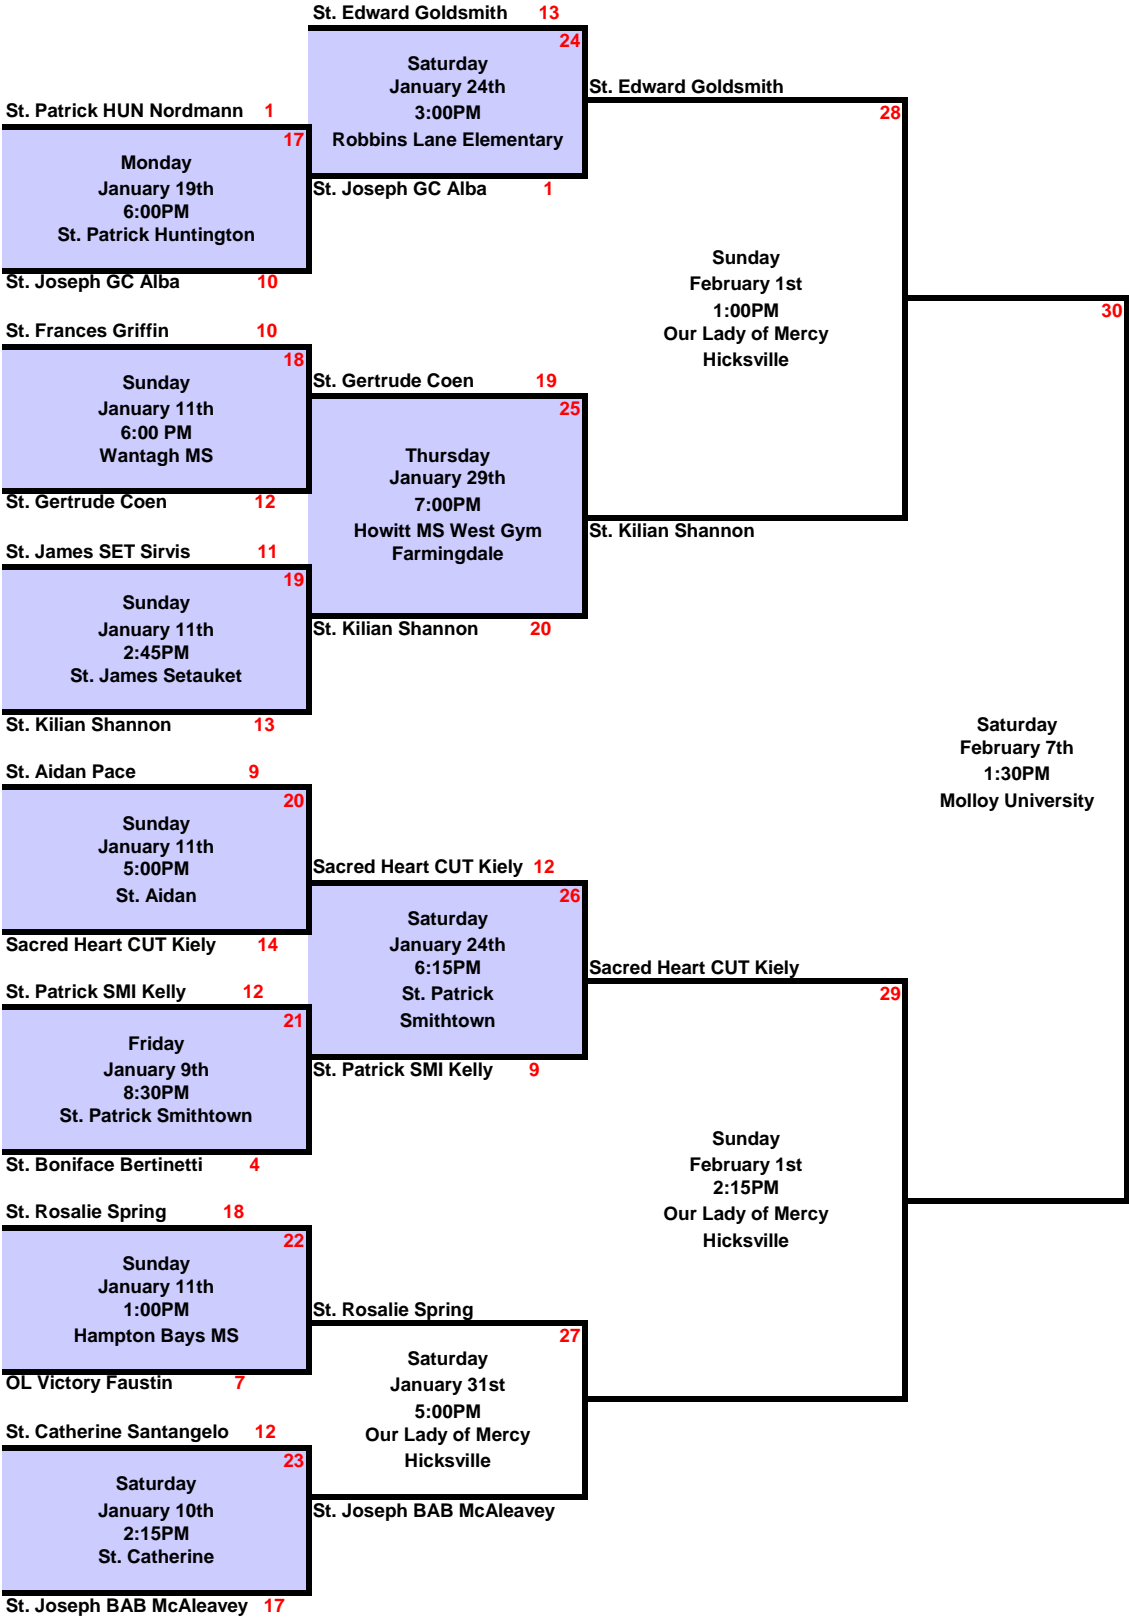 St. Edward Goldsmith 13
24
Saturday
January 24th
3:00PM
Robbins Lane Elementary
St. Joseph GC Alba 1
St. Patrick HUN Nordmann 1
17
Monday
January 19th
6:00PM
St. Patrick Huntington
St. Joseph GC Alba 10
St. Edward Goldsmith
28
Sunday
February 1st
1:00PM
Our Lady of Mercy
Hicksville
St. Kilian Shannon
St. Frances Griffin 10
18
Sunday
January 11th
6:00 PM
Wantagh MS
St. Gertrude Coen 12
St. Gertrude Coen 19
25
Thursday
January 29th
7:00PM
Howitt MS West Gym
Farmingdale
St. Kilian Shannon 20
St. James SET Sirvis 11
19
Sunday
January 11th
2:45PM
St. James Setauket
St. Kilian Shannon 13
30
Saturday
February 7th
1:30PM
Molloy University
St. Aidan Pace 9
20
Sunday
January 11th
5:00PM
St. Aidan
Sacred Heart CUT Kiely 14
Sacred Heart CUT Kiely 12
26
Saturday
January 24th
6:15PM
St. Patrick
Smithtown
St. Patrick SMI Kelly 9
St. Patrick SMI Kelly 12
21
Friday
January 9th
8:30PM
St. Patrick Smithtown
St. Boniface Bertinetti 4
Sacred Heart CUT Kiely
29
Sunday
February 1st
2:15PM
Our Lady of Mercy
Hicksville
St. Rosalie Spring 18
22
Sunday
January 11th
1:00PM
Hampton Bays MS
OL Victory Faustin 7
St. Rosalie Spring
27
Saturday
January 31st
5:00PM
Our Lady of Mercy
Hicksville
St. Joseph BAB McAleavey
St. Catherine Santangelo 12
23
Saturday
January 10th
2:15PM
St. Catherine
St. Joseph BAB McAleavey 17